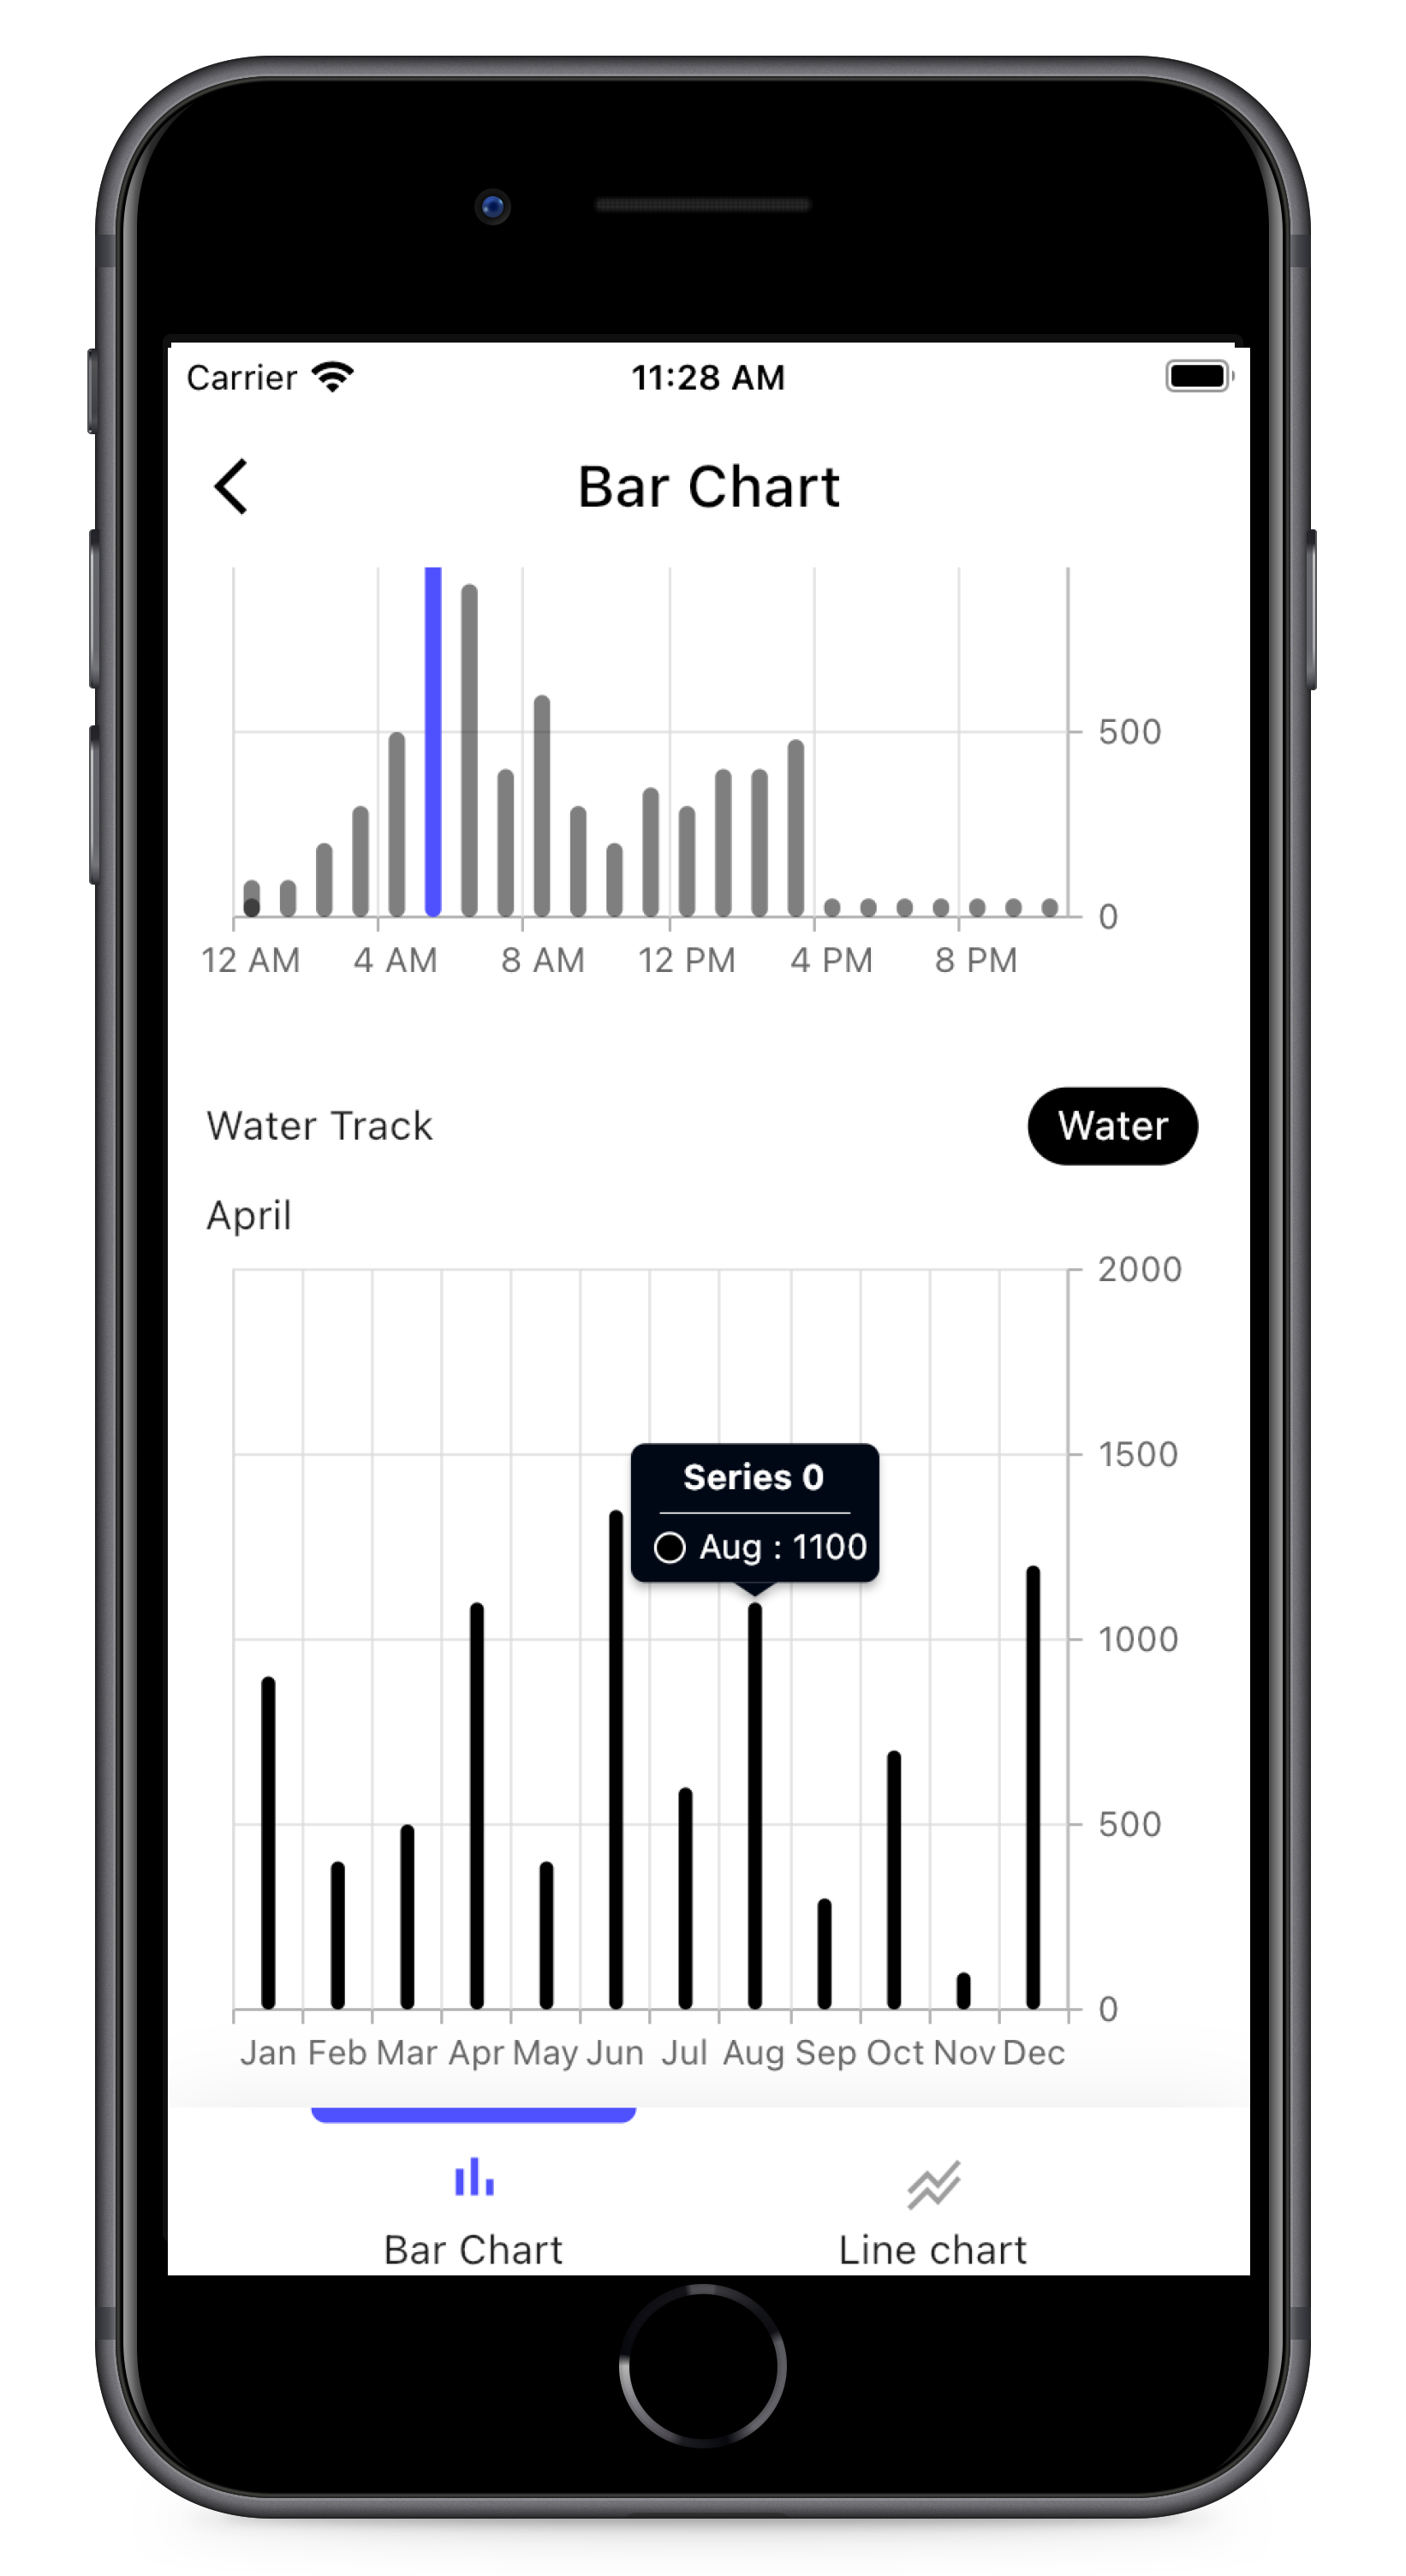 Carrier 11:28 AM
Bar Chart
500
0
12 AM 4 AM 8 AM 12 PM 4 PM 8 PM
Water Track Water
April
2000
1500
Series 0
Aug : 1100
1000
500
0
Jan Feb Mar Apr May Jun Jul Aug Sep Oct Nov Dec
Bar Chart Line chart